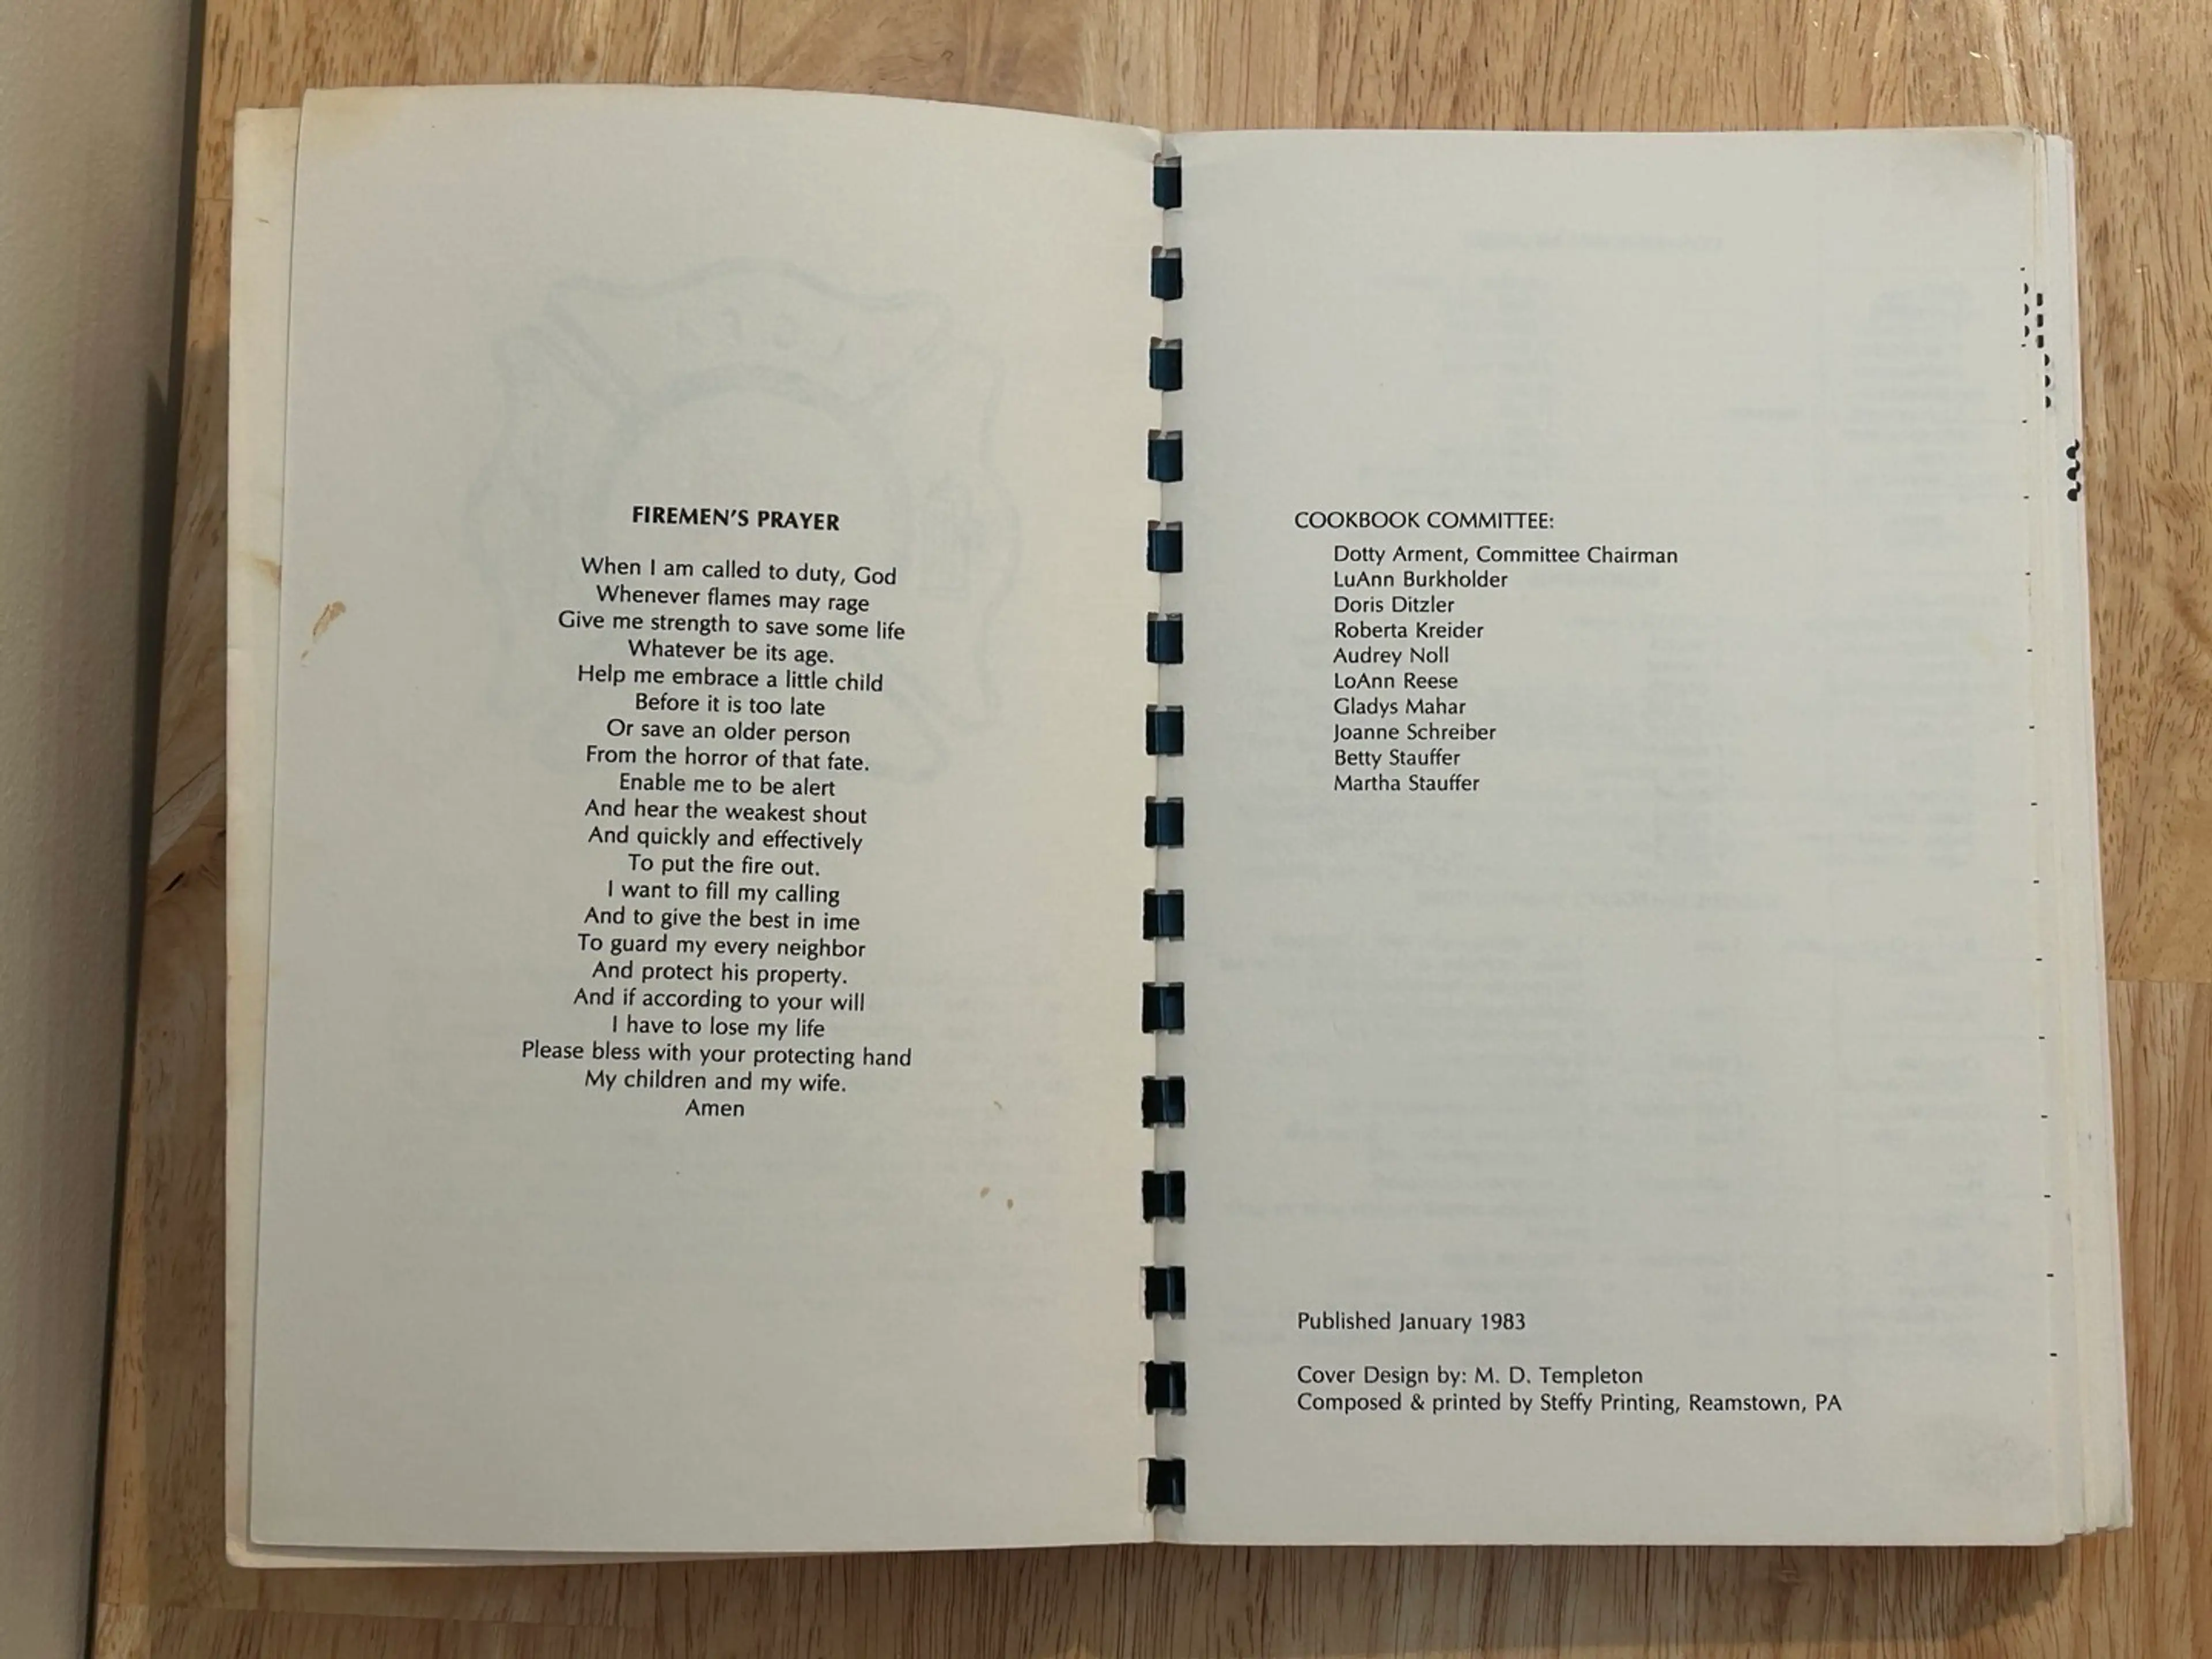 FIREMEN'S PRAYER
When I am called to duty, God
Whenever flames may rage
Give me strength to save some life
Whatever be its age.
Help me embrace a little child
Before it is too late
Or save an older person
From the horror of that fate.
Enable me to be alert
And hear the weakest shout
And quickly and effectively
To put the fire out.
I want to fill my calling
And to give the best in ime
To guard my every neighbor
And protect his property.
And if according to your will
I have to lose my life
Please bless with your protecting hand
My children and my wife.
Amen
COOKBOOK COMMITTEE:
Dotty Arment, Committee Chairman
LuAnn Burkholder
Doris Ditzler
Roberta Kreider
Audrey Noll
LoAnn Reese
Gladys Mahar
Joanne Schreiber
Betty Stauffer
Martha Stauffer
Published January 1983
Cover Design by: M. D. Templeton
Composed & printed by Steffy Printing, Reamstown, PA